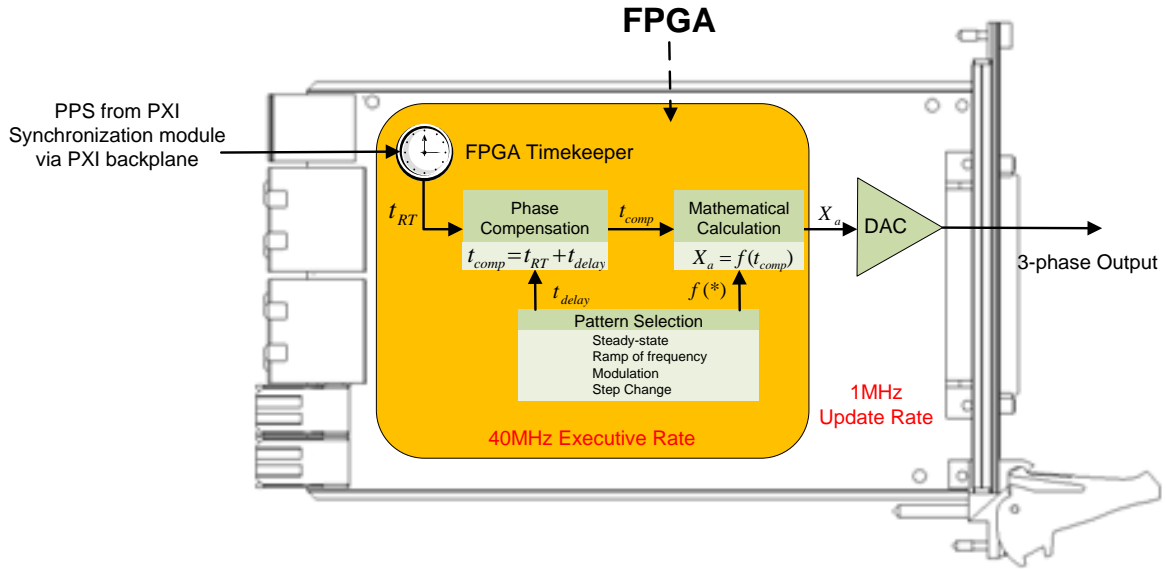 FPGA
PPS from PXI
Synchronization module
via PXI backplane
FPGA Timekeeper
t_RT
Phase
Compensation
t_comp = t_RT + t_delay
t_comp
Mathematical
Calculation
X_a = f(t_comp)
X_a
DAC
3-phase Output
t_delay
f(*)
Pattern Selection
Steady-state
Ramp of frequency
Modulation
Step Change
1MHz
Update Rate
40MHz Executive Rate